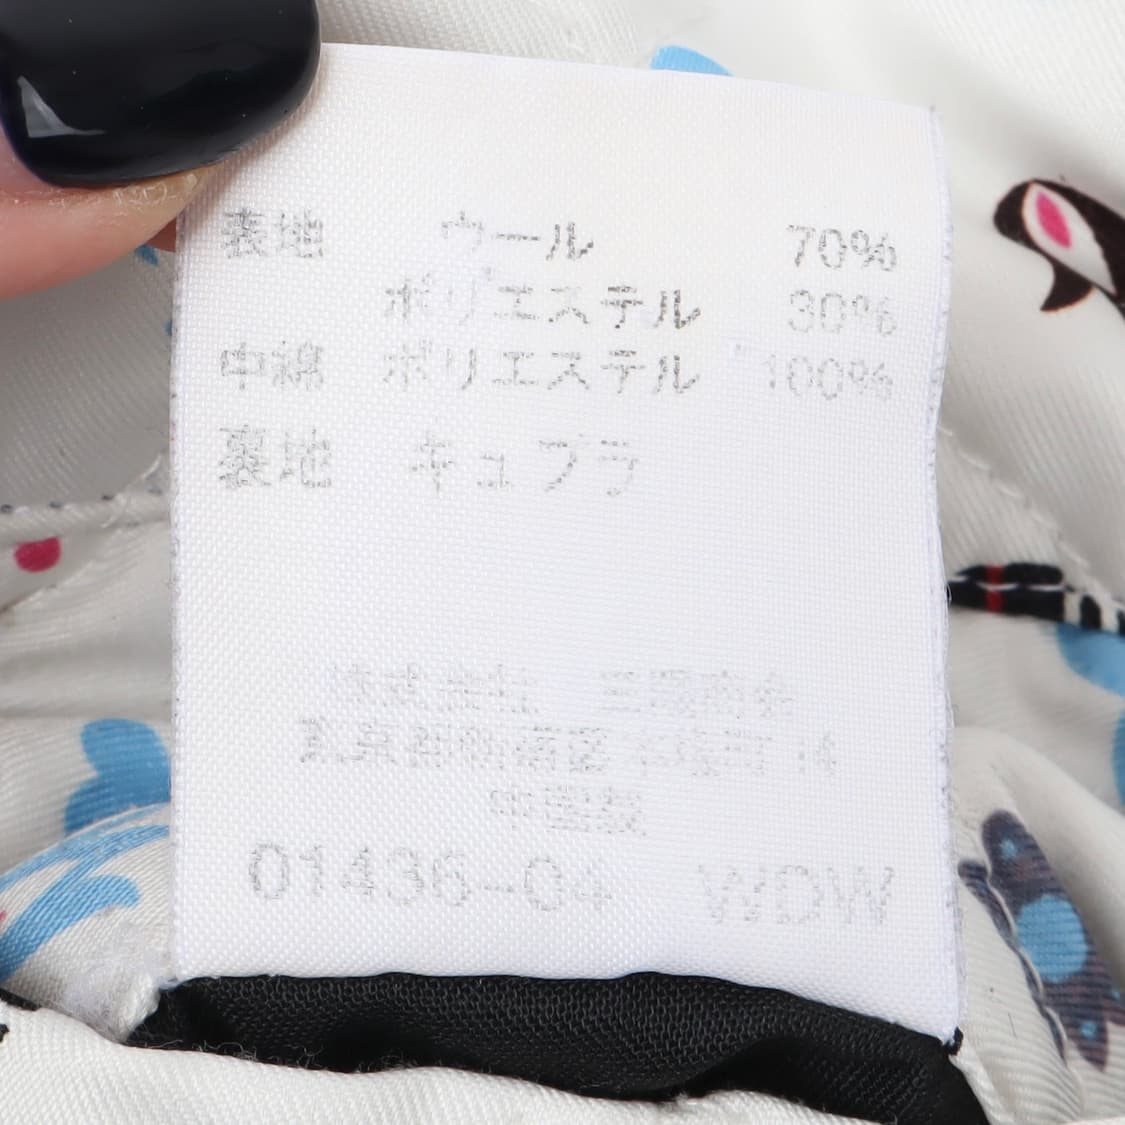 表地 ウール 70%
ポリエステル 30%
中綿 ポリエステル 100%
裏地 キュプラ
株式会社 三陽商会
東京都新宿区本塩町14
中国製
01436-04 WDW